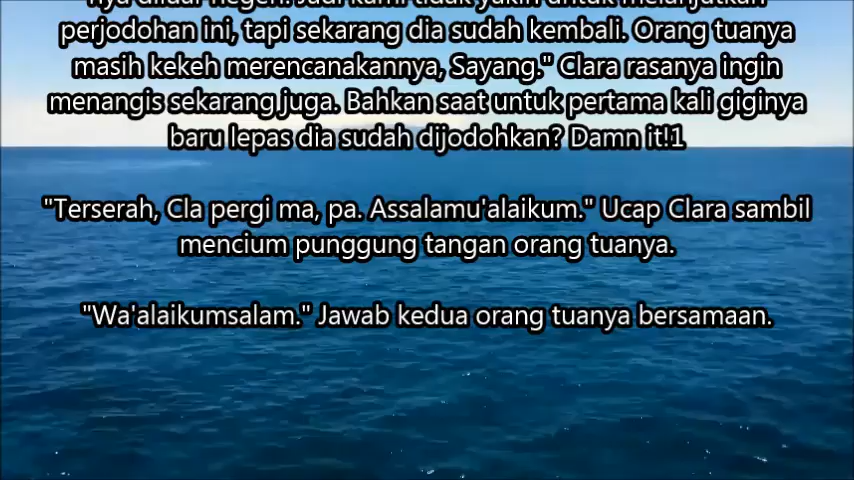 perjodohan ini, tapi sekarang dia sudah kembali. Orang tuanya
masih kekeh merencanakannya, Sayang." Clara rasanya ingin
menangis sekarang juga. Bahkan saat untuk pertama kali giginya
baru lepas dia sudah dijodohkan? Damn it!1
"Terserah, Cla pergi ma, pa. Assalamu'alaikum." Ucap Clara sambil
mencium punggung tangan orang tuanya.
"Wa'alaikumsalam." Jawab kedua orang tuanya bersamaan.